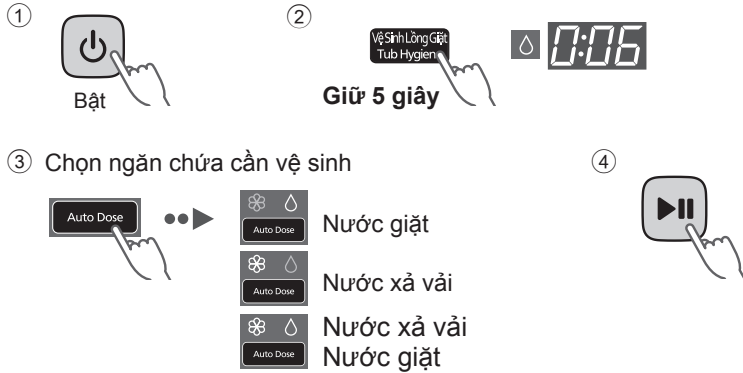 ①
Bật
②
Vệ Sinh Lồng Giặt
Tub Hygien
Giữ 5 giây
0:06
③ Chọn ngăn chứa cần vệ sinh
Auto Dose
Auto Dose
Nước giặt
Auto Dose
Nước xả vải
Auto Dose
Nước xả vải
Nước giặt
④